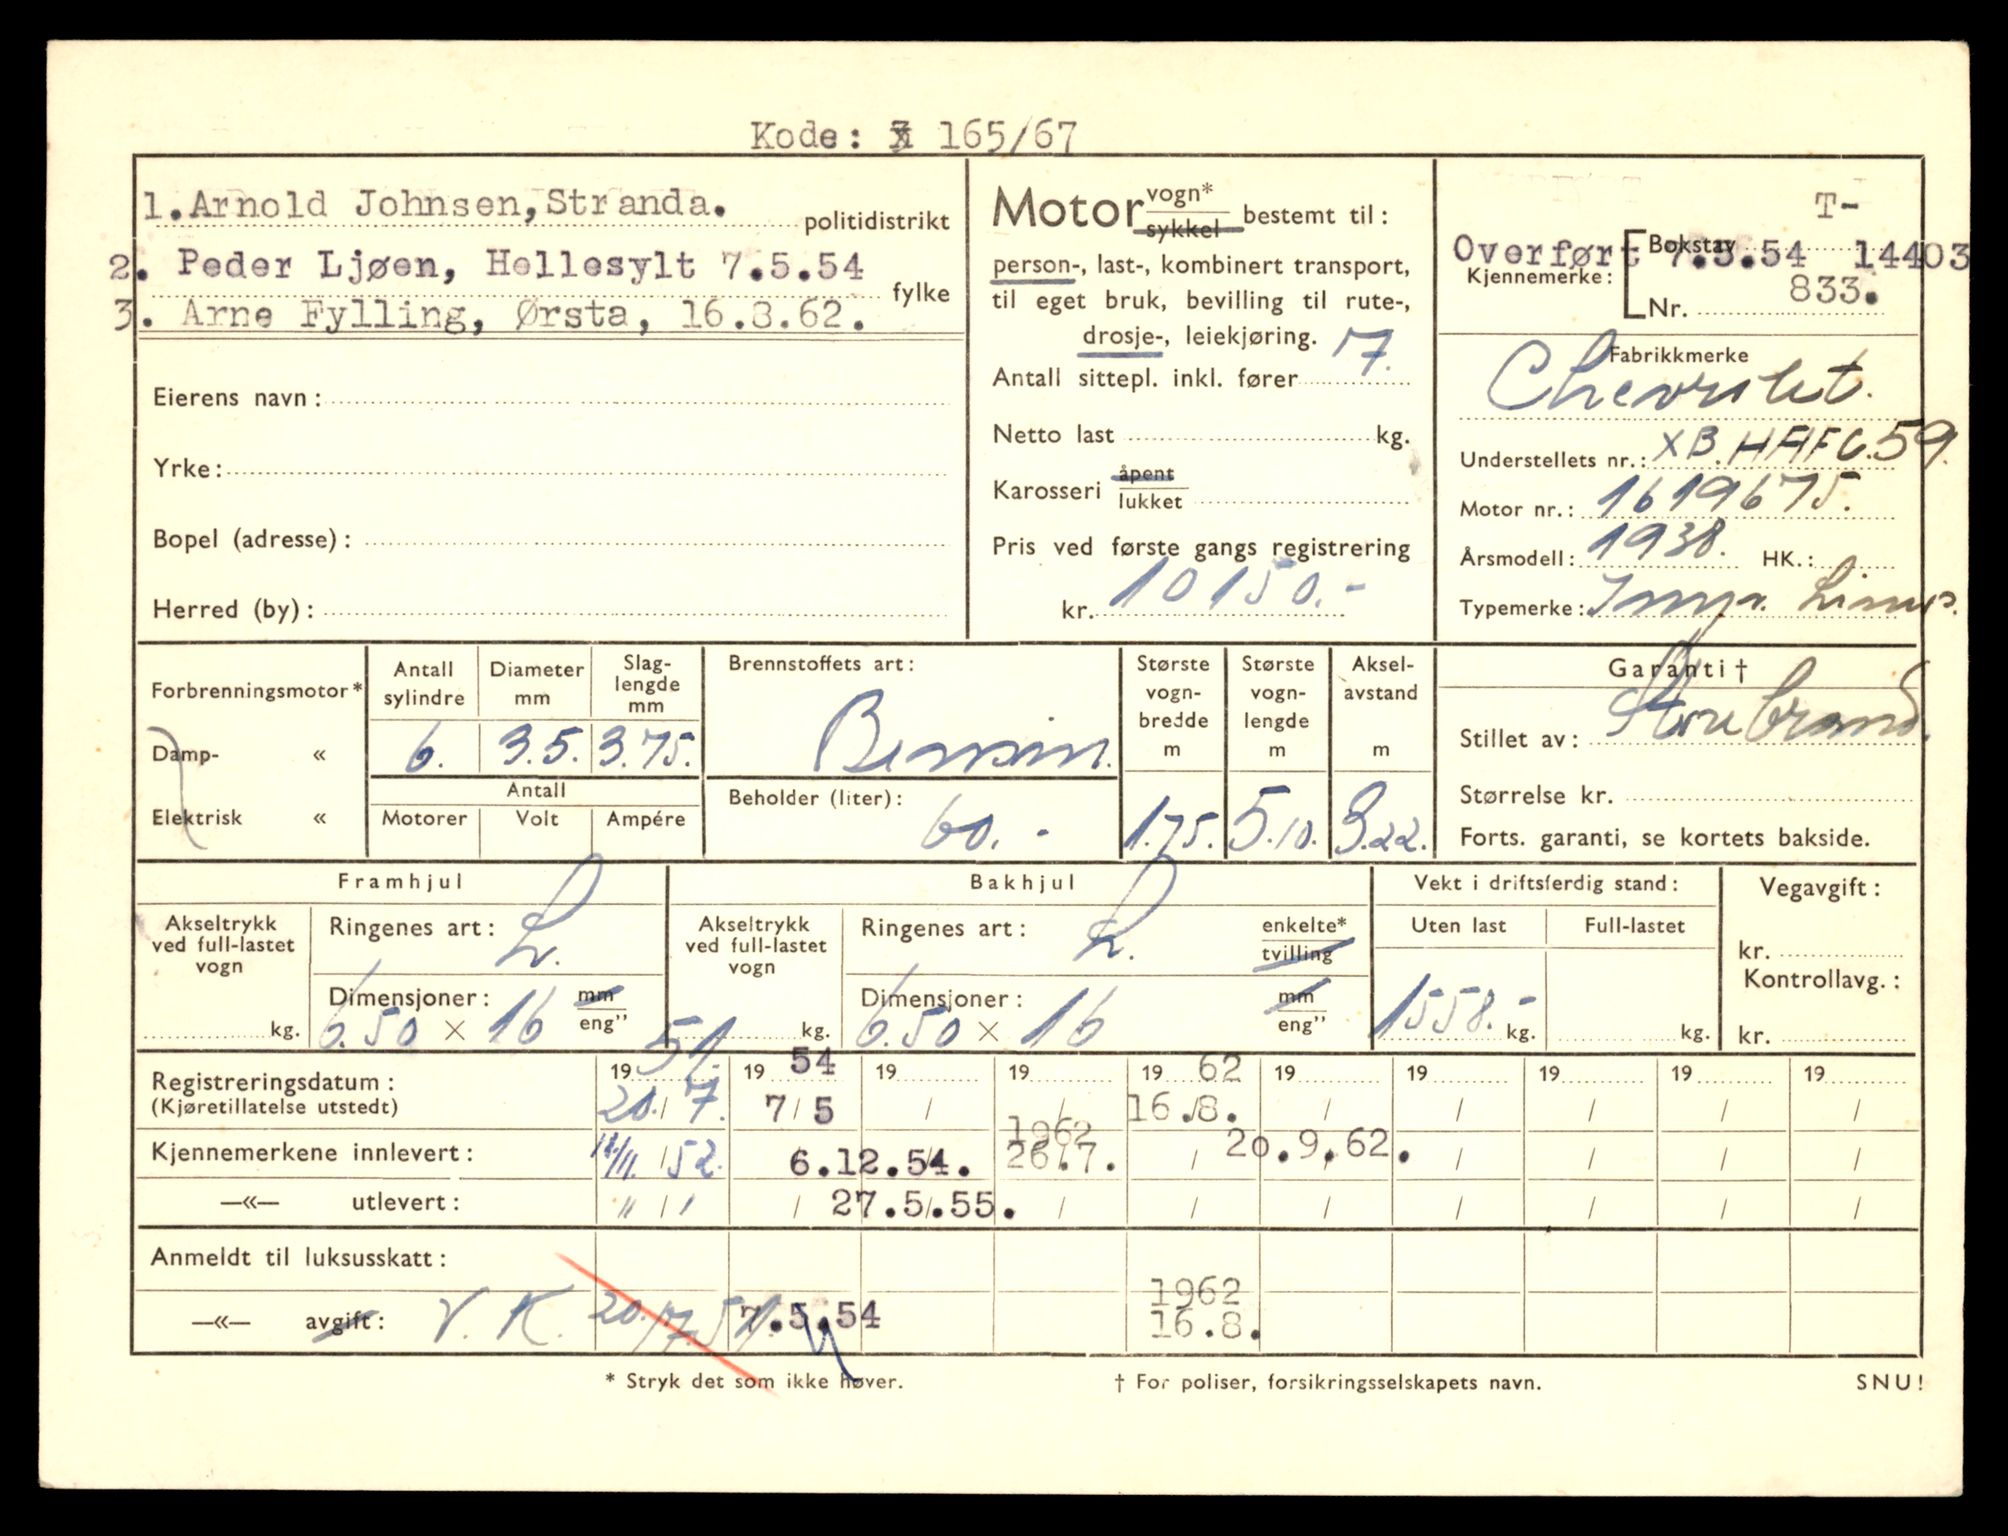 Kode: 165/67
1. Arnold Johnsen, Stranda.
politidistrikt
2. Peder Ljøen, Hellesylt 7.5.54
fylke
3. Arne Fylling, Ørsta, 16.8.62.
Eierens navn:
Yrke:
Bopel (adresse):
Herred (by):
Motor vogn* sykkel bestemt til:
person-, last-, kombinert transport,
til eget bruk, bevilling til rute-,
drosje-, leiekjøring.
Antall sittepl. inkl. fører 7.
Netto last kg.
Karosseri åpent lukket
Pris ved første gangs registrering
kr. 10150.-
T-
Bokstav
Overført 7.5.54 14403
Kjennemerke:
Nr. 833.
Fabrikkmerke
Chevrolet.
Understellets nr.: XB.HAFC.59.
Motor nr.: 1619675.
Årsmodell: 1938. HK.:
Typemerke: Limus.
Forbrenningsmotor*
Damp- «
Elektrisk «
Antall sylindre
6.
Diameter mm
3.5.
Slag-lengde mm
3.75.
Antall
Motorer Volt Ampére
Brennstoffets art:
Bensin.
Beholder (liter):
60.-
Største vogn-bredde m
1.75.
Største vogn-lengde m
5.10.
Aksel-avstand m
3.22.
Garanti †
Stillet av: Storebrand.
Størrelse kr.
Forts. garanti, se kortets bakside.
Framhjul
Akseltrykk ved full-lastet vogn
kg.
Ringenes art: L.
Dimensjoner: mm eng"
6.50 × 16
Bakhjul
Akseltrykk ved full-lastet vogn
kg.
Ringenes art: L.
enkelte* tvilling
Dimensjoner: mm eng"
6.50 × 16
Vekt i driftsferdig stand:
Uten last Full-lastet
1558.- kg. kg.
Vegavgift:
kr.
Kontrollavg.:
kr.
19 51. 19 54 19 19 19 62 19 19 19 19 19
Registreringsdatum:
(Kjøretillatelse utstedt)
20./7. 7/5 / / 16./8. / / / / /
Kjennemerkene innlevert: 11/11. / 52. 6.12.54. 1962 26.7. / 20.9.62. / / / /
—«— utlevert: " / / / 27.5.55. / / / / / / /
Anmeldt til luksusskatt:
—«— avgift: V. K. 20./7.51. 7.5.54 1962 16.8.
* Stryk det som ikke høver.
† For poliser, forsikringsselskapets navn.
SNU!